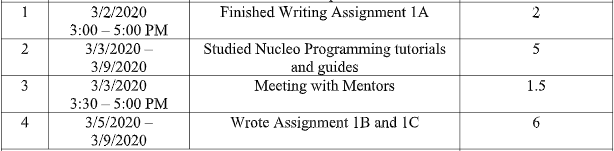 1 3/2/2020 Finished Writing Assignment 1A 2
3:00 – 5:00 PM
2 3/3/2020 – Studied Nucleo Programming tutorials 5
3/9/2020 and guides
3 3/3/2020 Meeting with Mentors 1.5
3:30 – 5:00 PM
4 3/5/2020 – Wrote Assignment 1B and 1C 6
3/9/2020